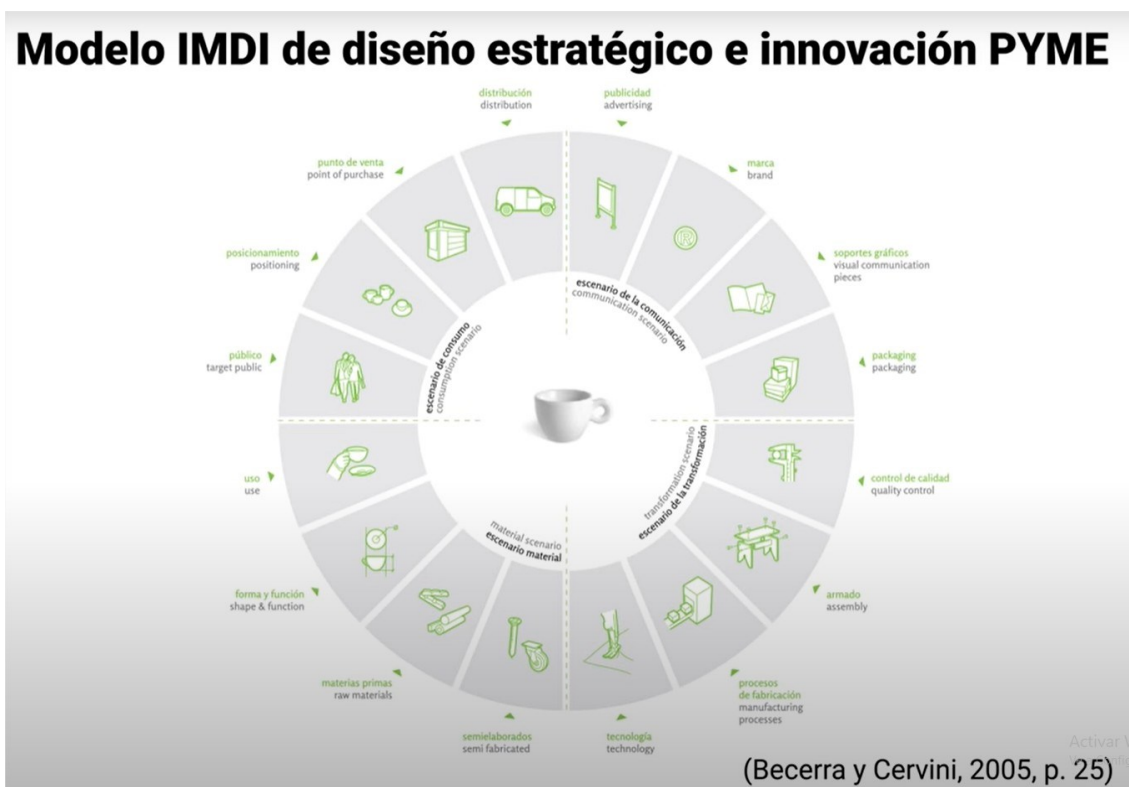 Modelo IMDI de diseño estratégico e innovación PYME
distribución
distribution
publicidad
advertising
punto de venta
point of purchase
marca
brand
posicionamiento
positioning
soportes gráficos
visual communication
pieces
escenario de la comunicación
communication scenario
escenario de consumo
consumption scenario
público
target public
packaging
packaging
®
uso
use
transformation scenario
escenario de la transformación
control de calidad
quality control
material scenario
escenario material
forma y función
shape & function
armado
assembly
materias primas
raw materials
procesos
de fabricación
manufacturing
processes
semielaborados
semi fabricated
tecnología
technology
Activar
(Becerra y Cervini, 2005, p. 25)